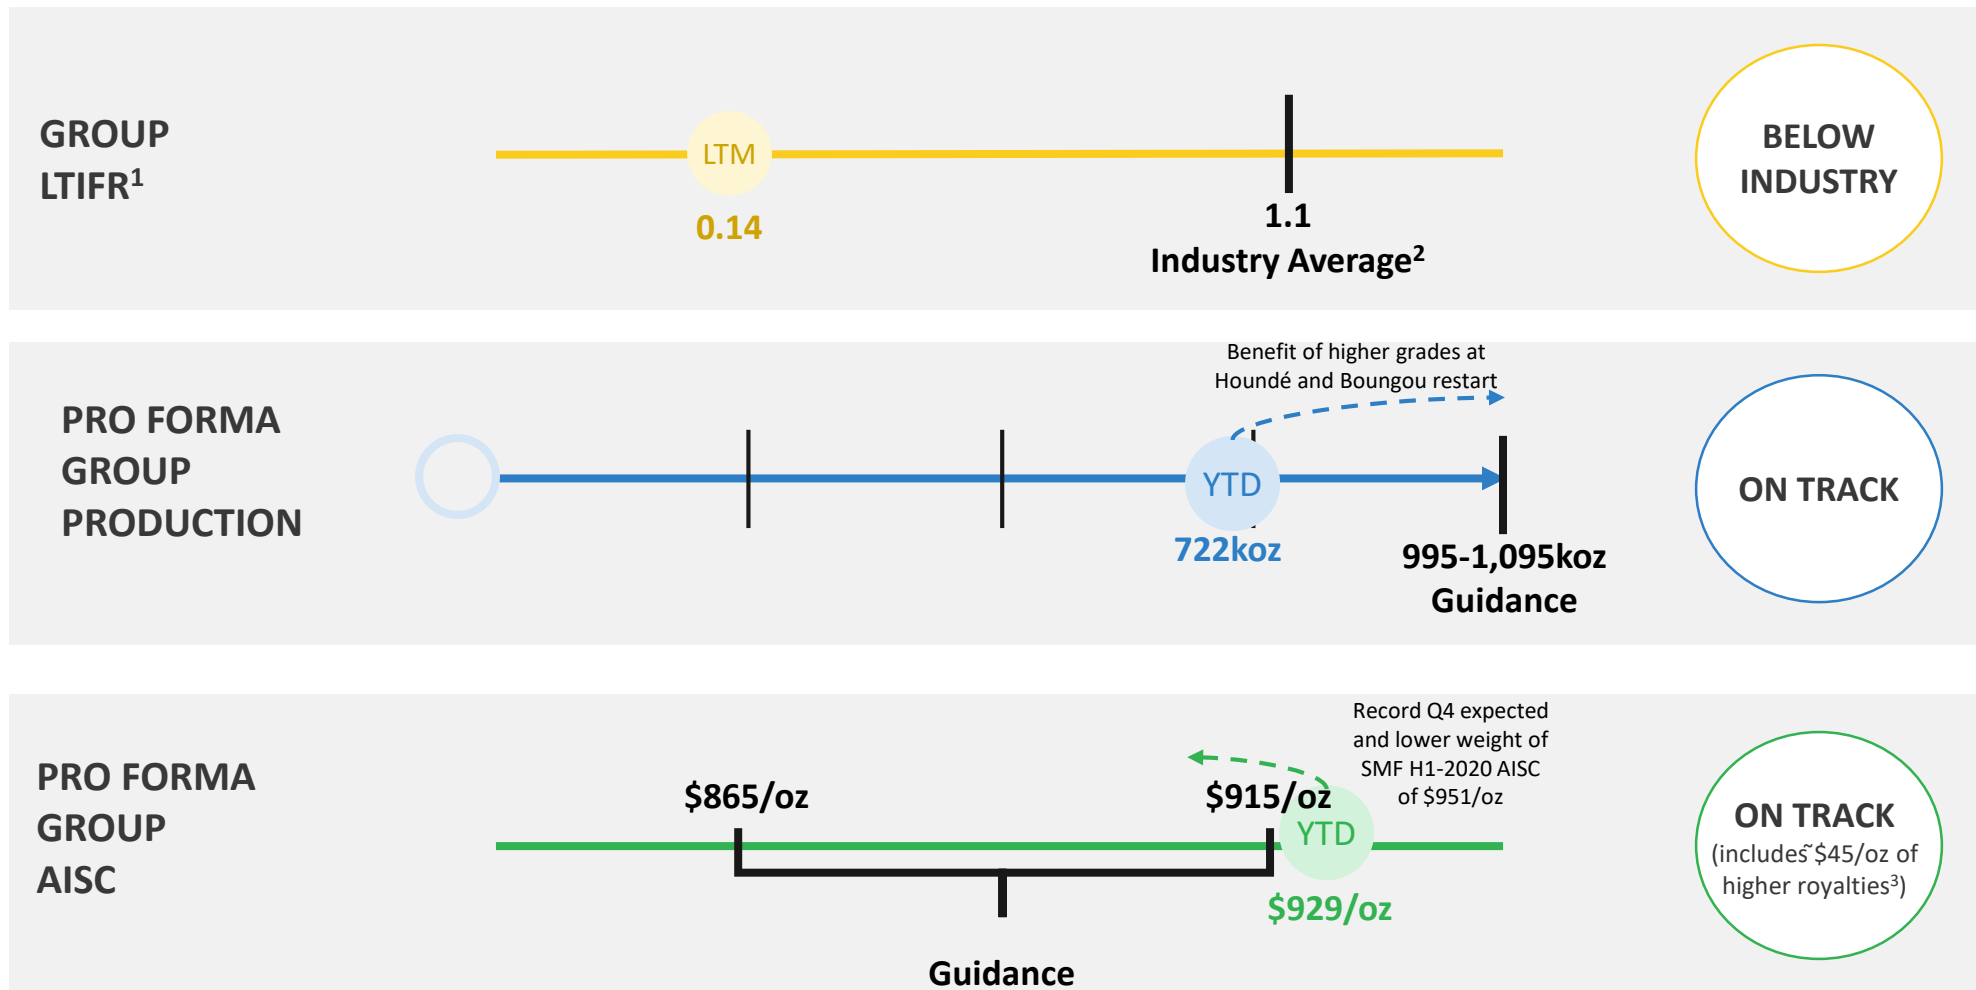 GROUP
LTIFR1
LTM
0.14
1.1
Industry Average2
BELOW
INDUSTRY
PRO FORMA
GROUP
PRODUCTION
Benefit of higher grades at
Houndé and Boungou restart
YTD
722koz
995-1,095koz
Guidance
ON TRACK
PRO FORMA
GROUP
AISC
$865/oz
$915/oz
Record Q4 expected
and lower weight of
SMF H1-2020 AISC
of $951/oz
YTD
$929/oz
Guidance
ON TRACK
(includes~$45/oz of
higher royalties3)